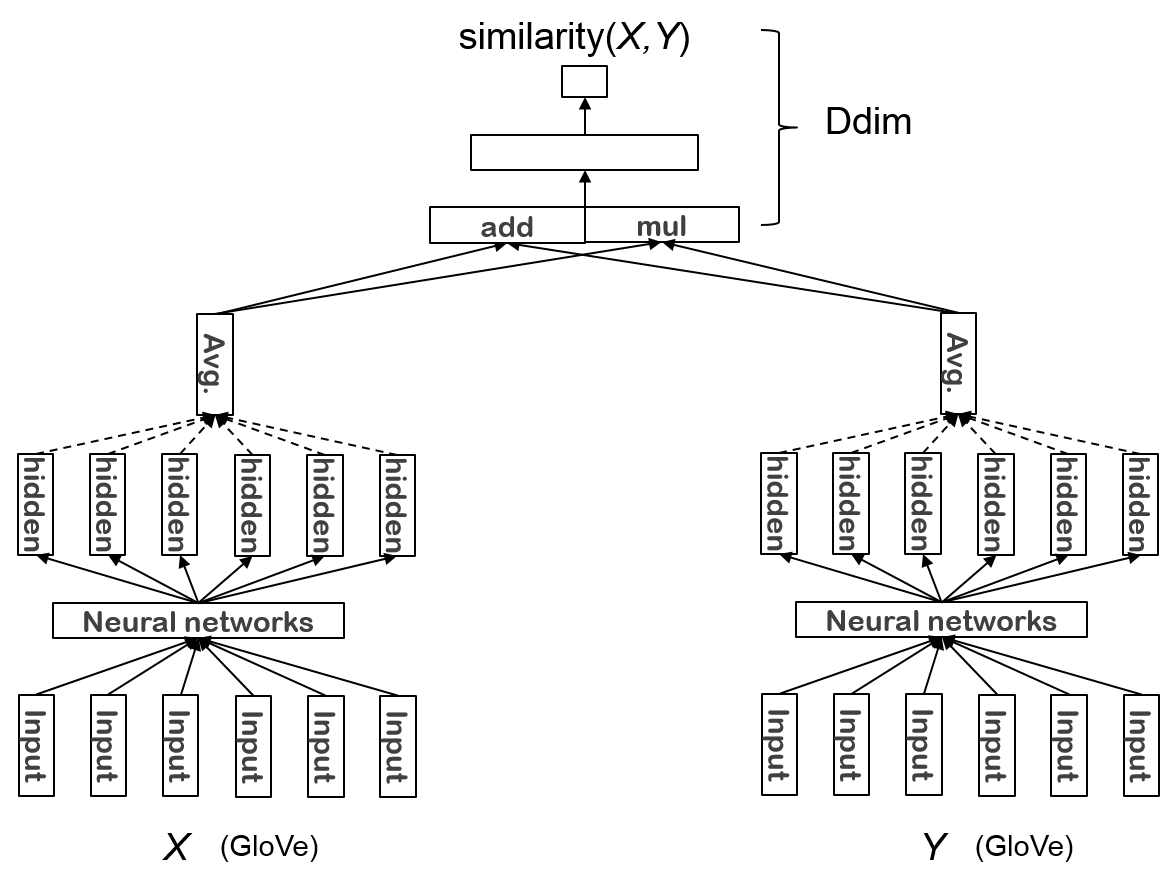 similarity(X,Y)
Ddim
add mul
Avg. Avg.
hidden hidden hidden hidden hidden hidden hidden hidden hidden hidden hidden hidden
Neural networks Neural networks
Input Input Input Input Input Input Input Input Input Input Input Input
X (GloVe) Y (GloVe)